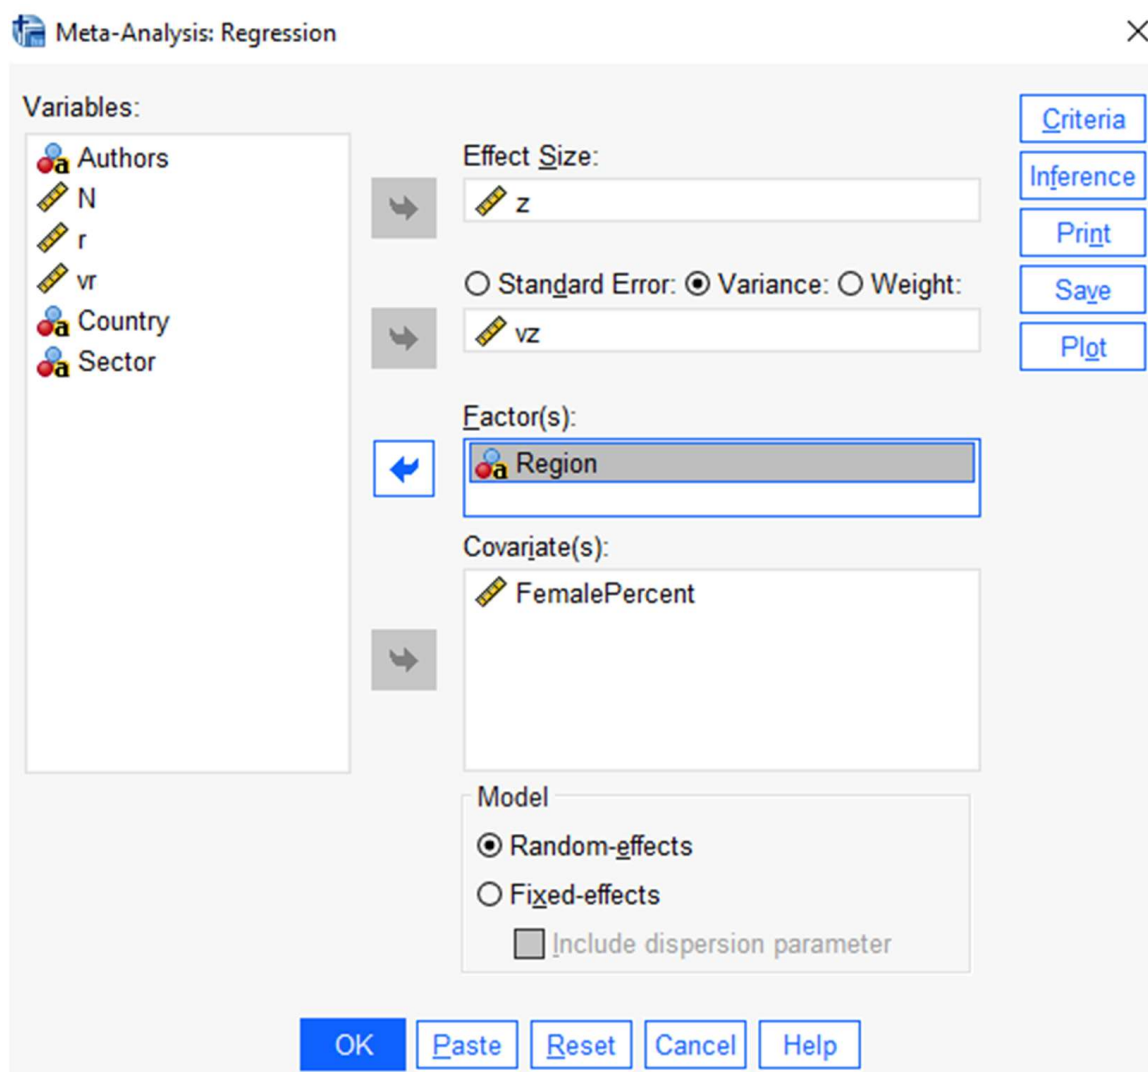 Meta-Analysis: Regression
Variables:
Authors
N
r
vr
Country
Sector
Effect Size:
z
Standard Error: Variance: Weight:
vz
Factor(s):
Region
Covariate(s):
FemalePercent
Model
Random-effects
Fixed-effects
Include dispersion parameter
Criteria
Inference
Print
Save
Plot
OK Paste Reset Cancel Help